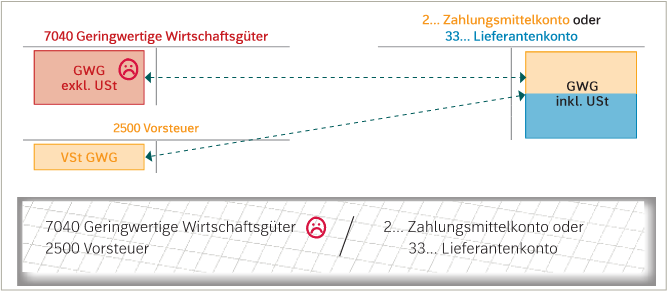 2... Zahlungsmittelkonto oder
7040 Geringwertige Wirtschaftsgüter
33... Lieferantenkonto
GWG
exkl. USt
GWG
inkl. USt
2500 Vorsteuer
VSt GWG
7040 Geringwertige Wirtschaftsgüter / 2... Zahlungsmittelkonto oder
2500 Vorsteuer 33... Lieferantenkonto